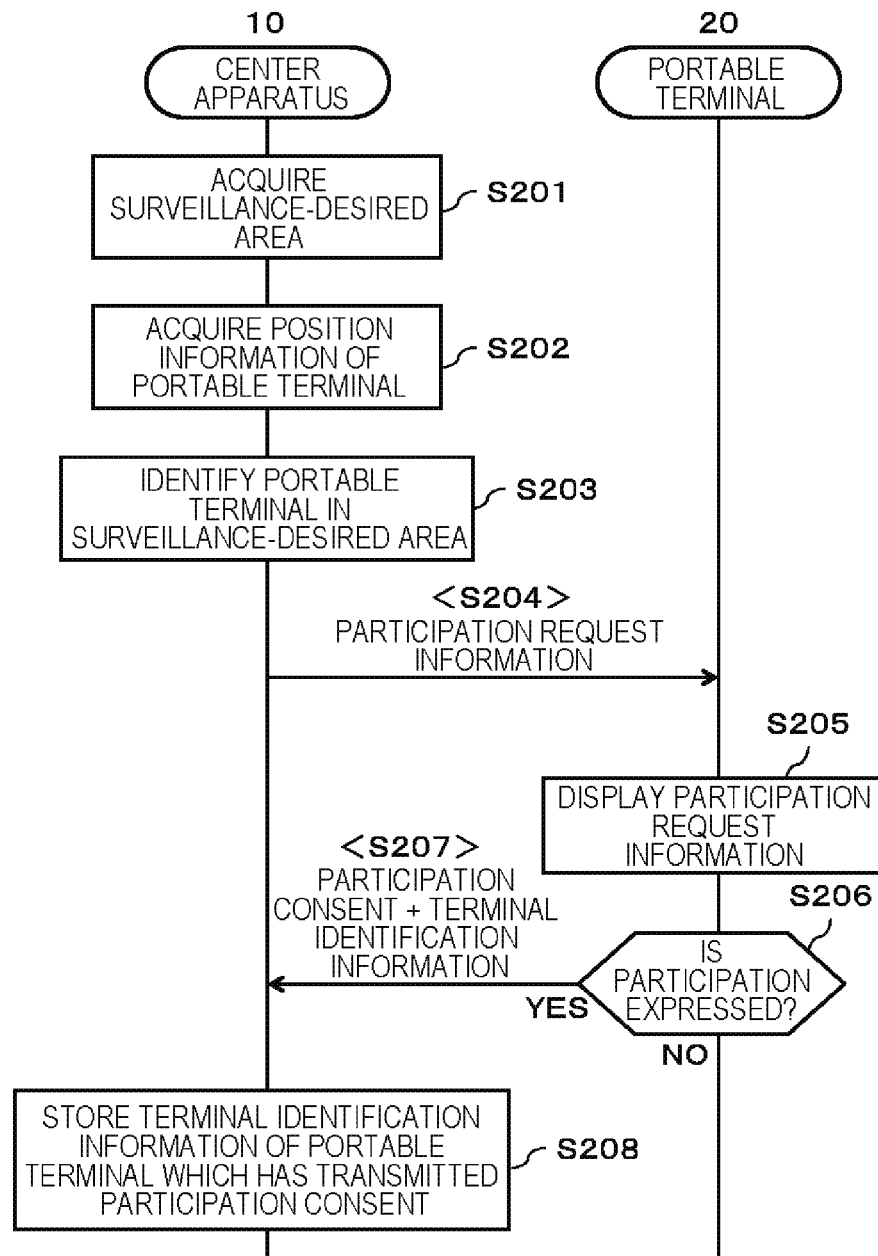 10
CENTER
APPARATUS
20
PORTABLE
TERMINAL
ACQUIRE
SURVEILLANCE-DESIRED
AREA
S201
ACQUIRE POSITION
INFORMATION OF
PORTABLE TERMINAL
S202
IDENTIFY PORTABLE
TERMINAL IN
SURVEILLANCE-DESIRED AREA
S203
<S204>
PARTICIPATION REQUEST
INFORMATION
S205
DISPLAY PARTICIPATION
REQUEST
INFORMATION
<S207>
PARTICIPATION
CONSENT + TERMINAL
IDENTIFICATION
INFORMATION
S206
IS
PARTICIPATION
EXPRESSED?
YES
NO
STORE TERMINAL IDENTIFICATION
INFORMATION OF PORTABLE
TERMINAL WHICH HAS TRANSMITTED
PARTICIPATION CONSENT
S208